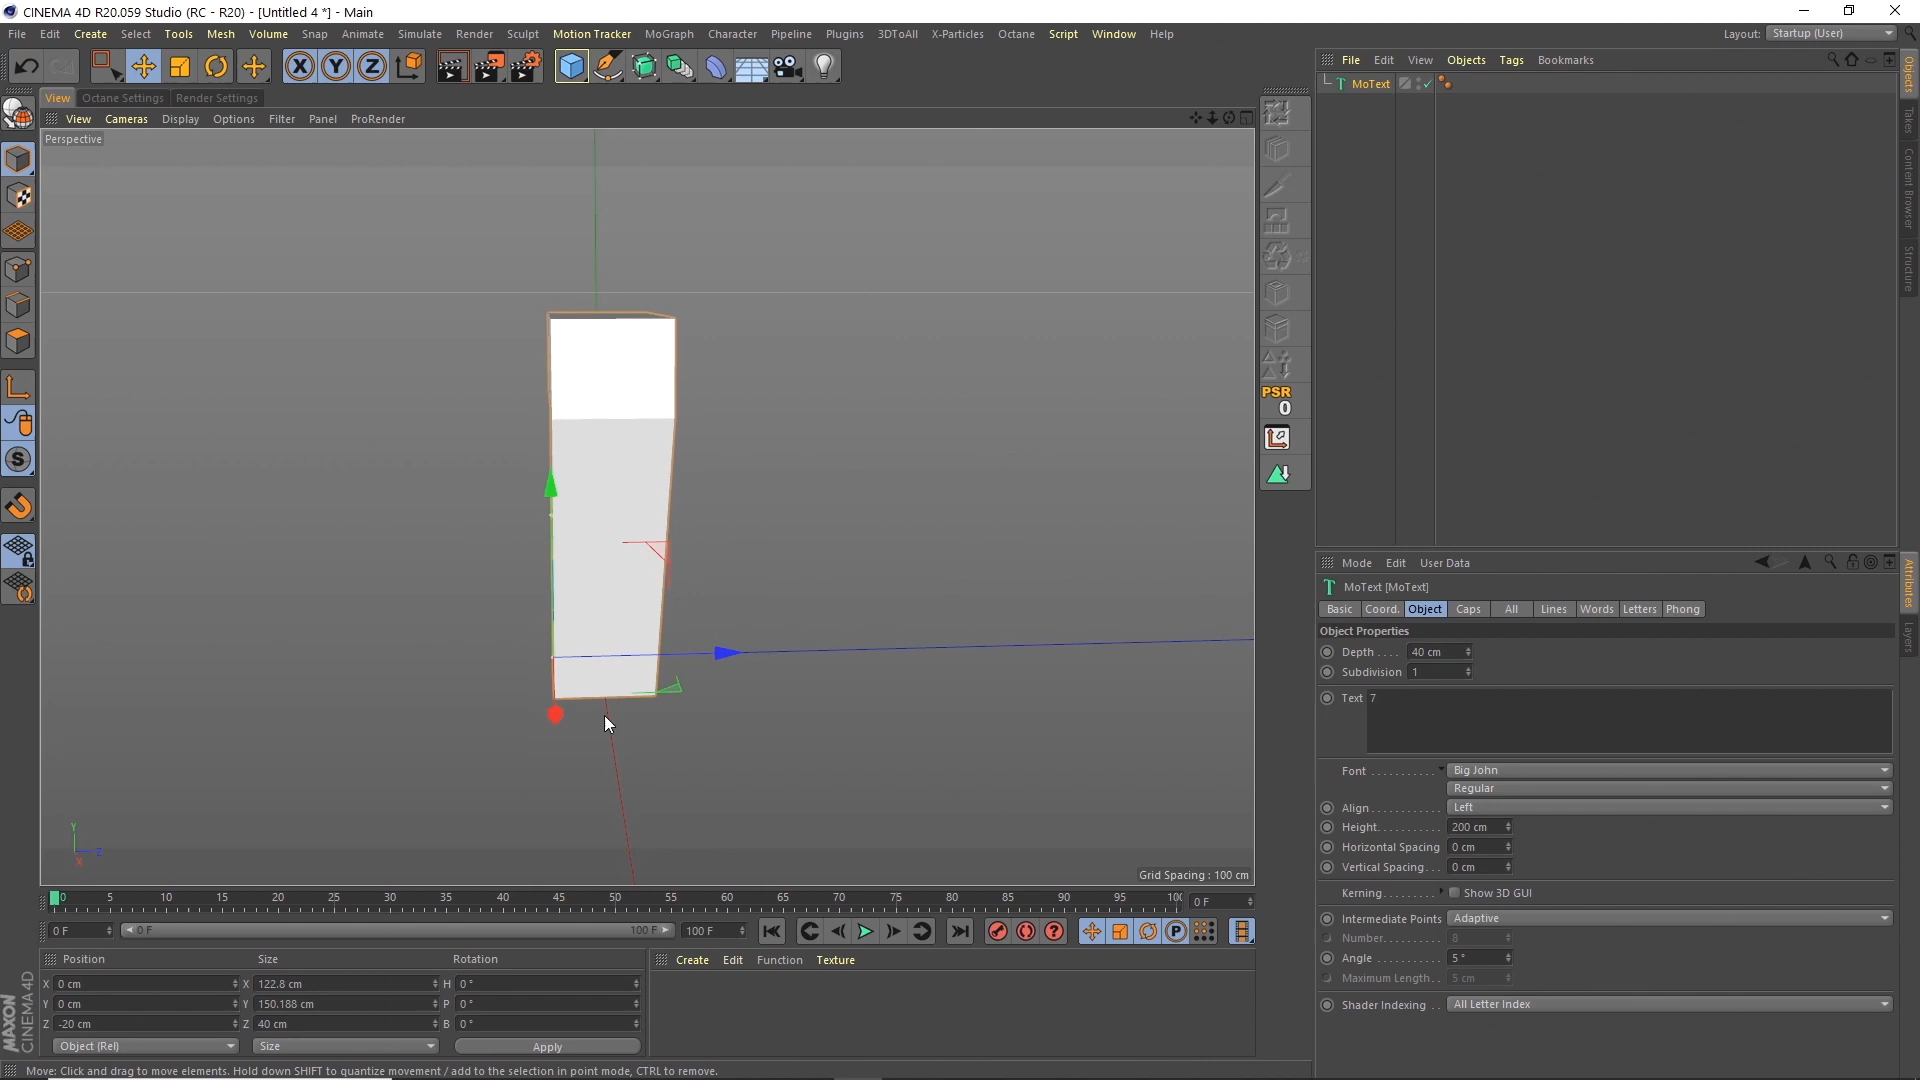 CINEMA 4D R20.059 Studio (RC - R20) - [Untitled 4 *] - Main
File Edit Create Select Tools Mesh Volume Snap Animate Simulate Render Sculpt Motion Tracker MoGraph Character Pipeline Plugins 3DToAll X-Particles Octane Script Window Help
Layout: Startup (User)
File Edit View Objects Tags Bookmarks
MoText
View Octane Settings Render Settings
View Cameras Display Options Filter Panel ProRender
Perspective
PSR
0
Y
Z
X
Grid Spacing : 100 cm
Objects
Takes
Content Browser
Structure
Mode Edit User Data
MoText [MoText]
Basic Coord. Object Caps All Lines Words Letters Phong
Object Properties
Depth . . . . 40 cm
Subdivision 1
Text 7
Font . . . . . . . . . . . Big John
Regular
Align . . . . . . . . . . . Left
Height. . . . . . . . . . 200 cm
Horizontal Spacing 0 cm
Vertical Spacing. . . 0 cm
Kerning. . . . . . . . . Show 3D GUI
Intermediate Points Adaptive
Number. . . . . . . . . 8
Angle . . . . . . . . . . 5 °
Maximum Length. . 5 cm
Shader Indexing . . All Letter Index
Attributes
Layers
0 5 10 15 20 25 30 35 40 45 50 55 60 65 70 75 80 85 90 95 100 0 F
0 F 0 F 100 F 100 F
Position Size Rotation
X 0 cm X 122.8 cm H 0 °
Y 0 cm Y 150.188 cm P 0 °
Z -20 cm Z 40 cm B 0 °
Object (Rel) Size Apply
Create Edit Function Texture
MAXON
CINEMA 4D
Move: Click and drag to move elements. Hold down SHIFT to quantize movement / add to the selection in point mode, CTRL to remove.